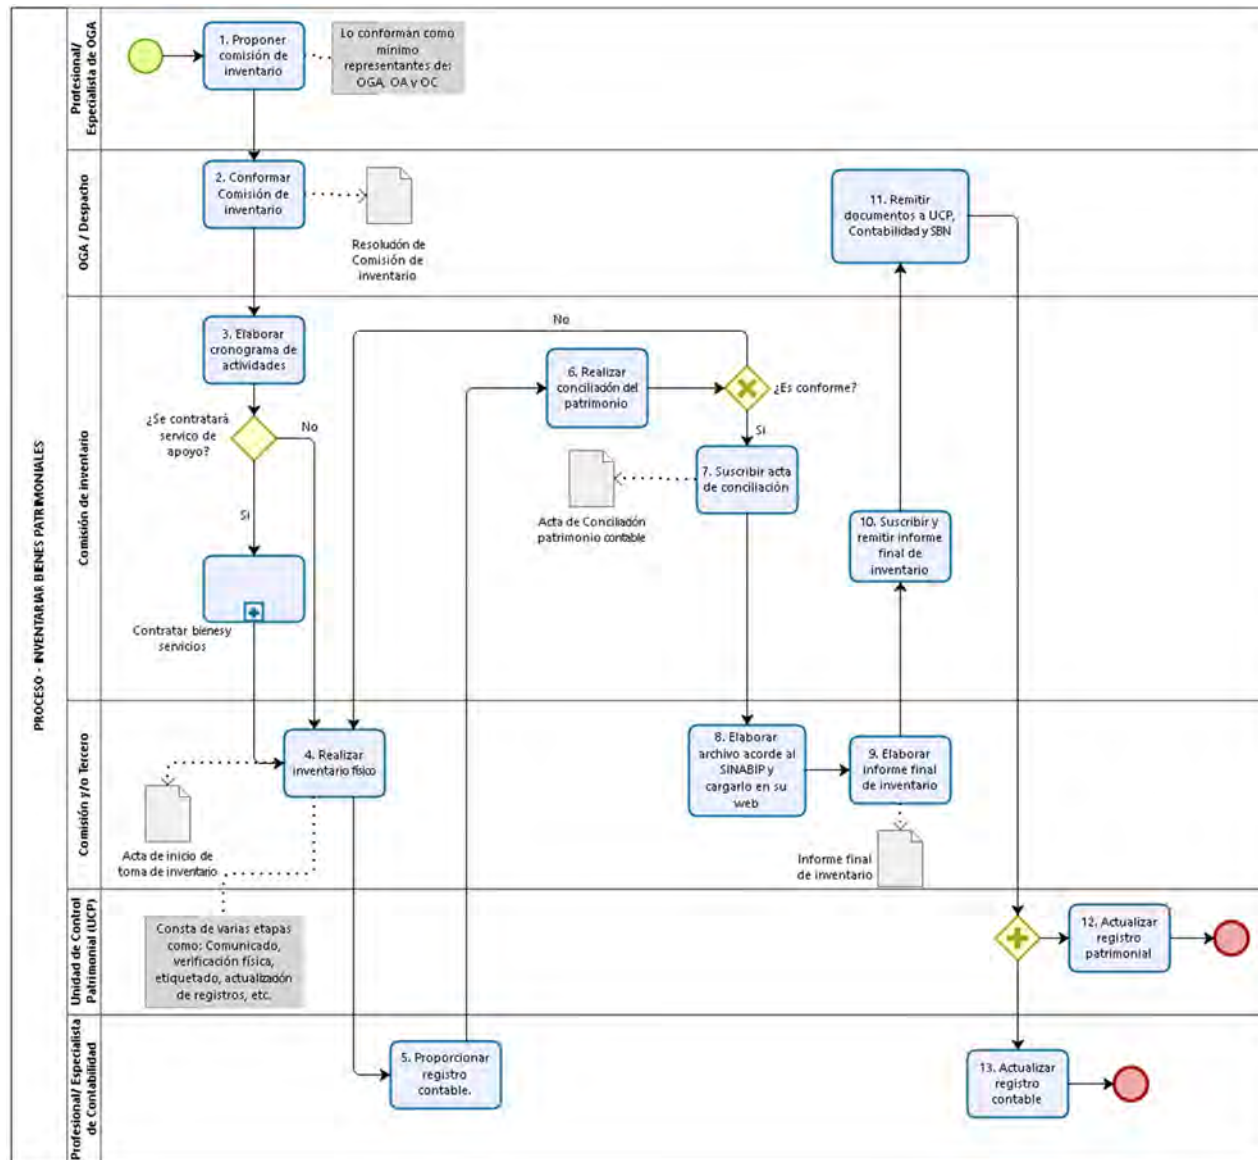 PROCESO - INVENTARIAR BIENES PATRIMONIALES
Profesional/
Especialista de OGA
1. Proponer
comisión de
inventario
Lo conforman como
mínimo
representantes de:
OGA, OA y OC
OGA / Despacho
2. Conformar
Comisión de
inventario
Resolución de
Comisión de
inventario
11. Remitir
documentos a UCP,
Contabilidad y SBN
Comisión de inventario
3. Elaborar
cronograma de
actividades
¿Se contratará
servico de
apoyo?
No
Si
Contratar bienes y
servicios
No
6. Realizar
conciliación del
patrimonio
¿Es conforme?
Si
7. Suscribir acta
de conciliación
Acta de Conciliación
patrimonio contable
10. Suscribir y
remitir informe
final de
inventario
Comisión y/o Tercero
4. Realizar
inventario físico
Acta de inicio de
toma de inventario
8. Elaborar
archivo acorde al
SINABIP y
cargarlo en su
web
9. Elaborar
informe final
de inventario
Informe final
de inventario
Unidad de Control
Patrimonial (UCP)
Consta de varias etapas
como: Comunicado,
verificación física,
etiquetado, actualización
de registros, etc.
12. Actualizar
registro
patrimonial
Profesional/ Especialista
de Contabilidad
5. Proporcionar
registro
contable.
13. Actualizar
registro
contable